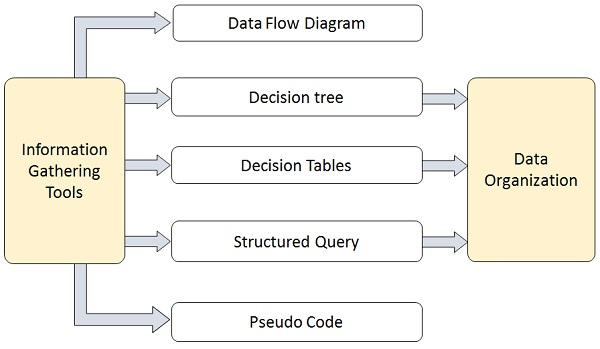 Data Flow Diagram
Information
Gathering
Tools
Decision tree
Decision Tables
Structured Query
Pseudo Code
Data
Organization